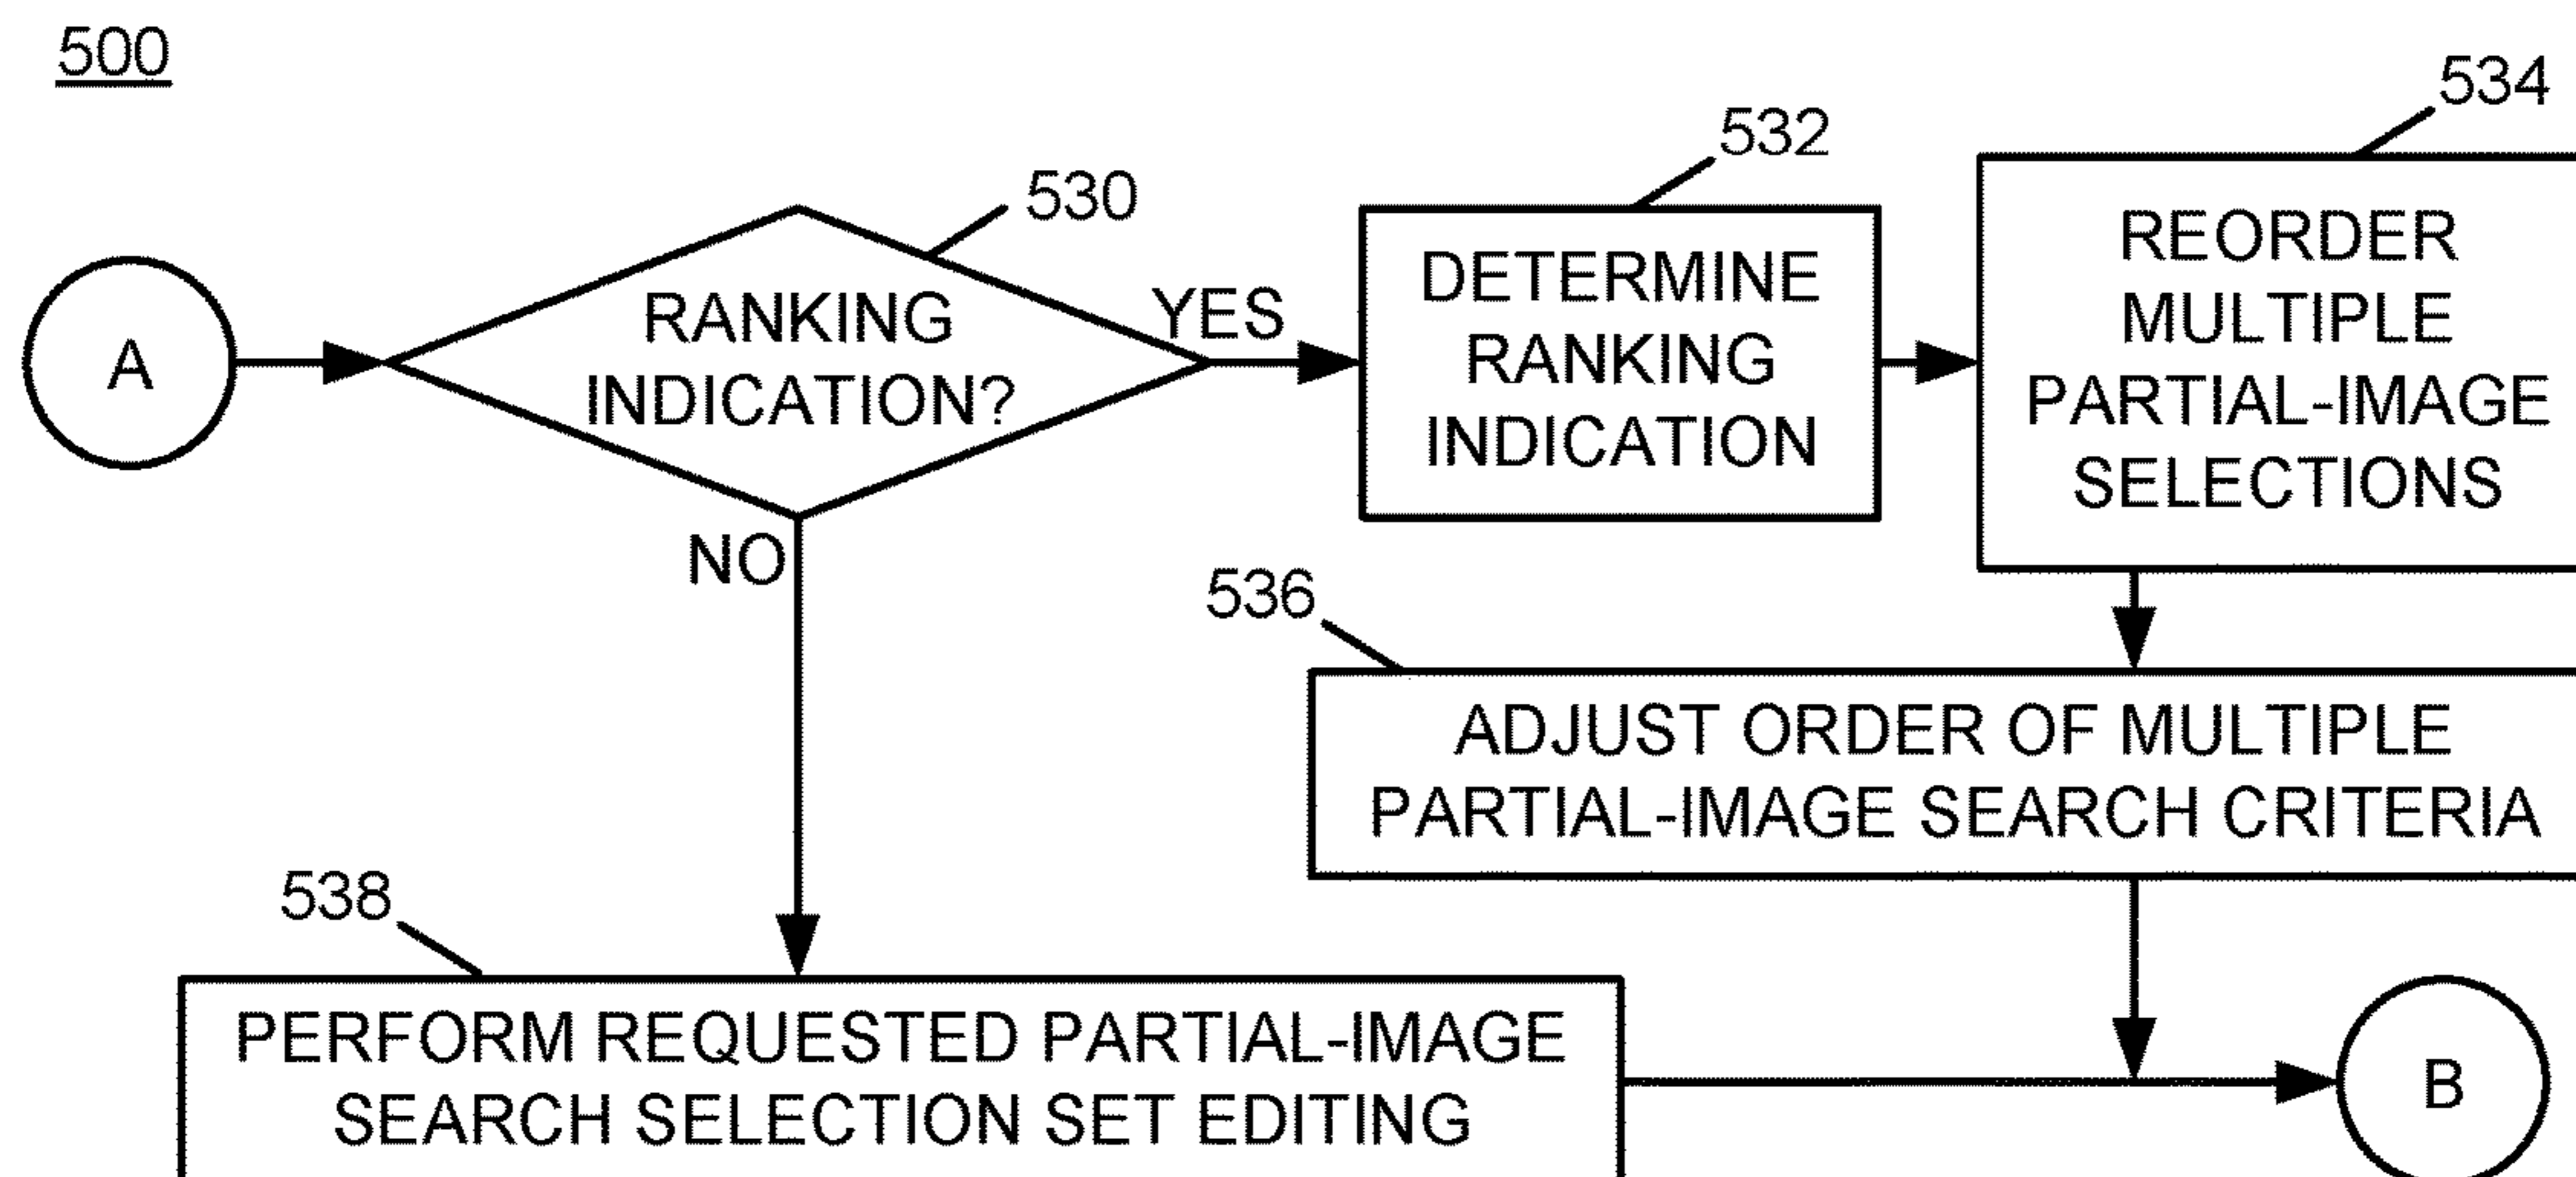 500
A
530
RANKING
INDICATION?
YES
NO
532
DETERMINE
RANKING
INDICATION
534
REORDER
MULTIPLE
PARTIAL-IMAGE
SELECTIONS
536
ADJUST ORDER OF MULTIPLE
PARTIAL-IMAGE SEARCH CRITERIA
538
PERFORM REQUESTED PARTIAL-IMAGE
SEARCH SELECTION SET EDITING
B